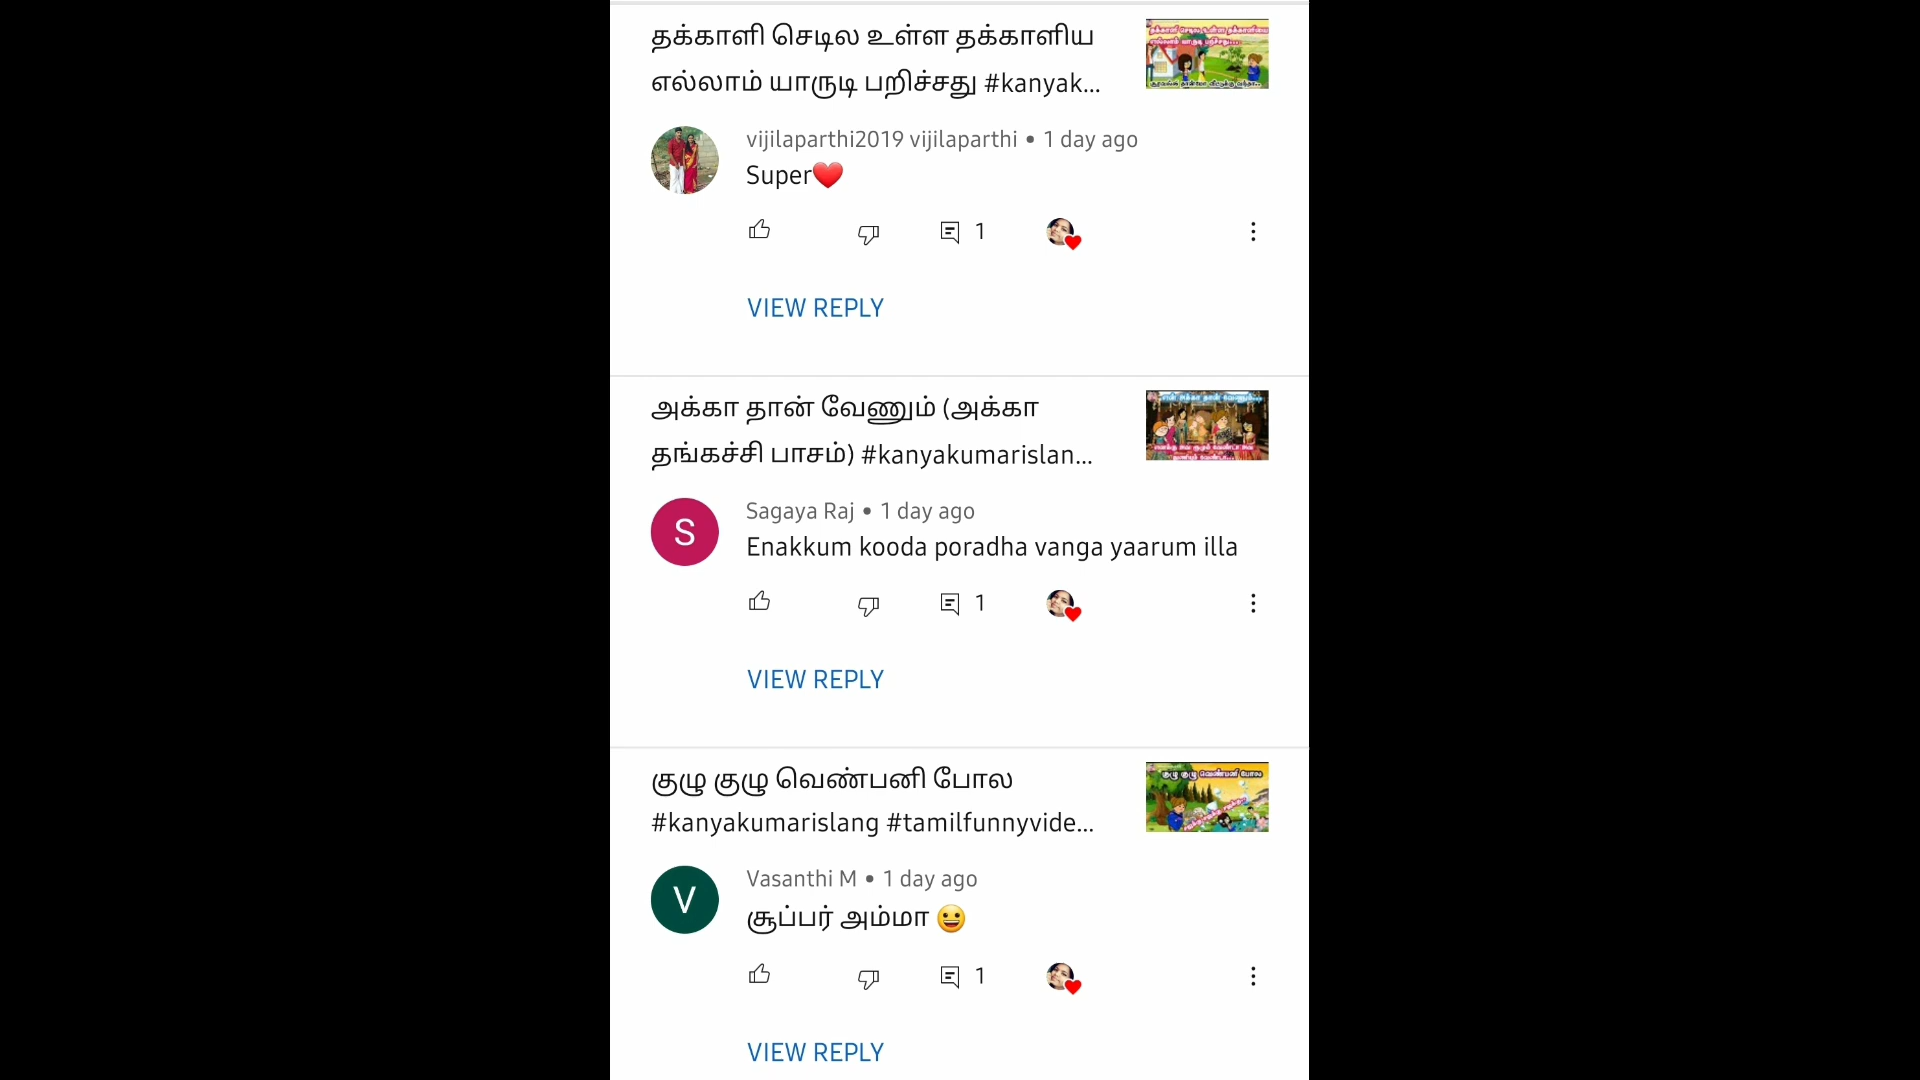 தக்காளி செடில உள்ள தக்காளிய
எல்லாம் யாருடி பறிச்சது #kanyak...
vijilaparthi2019 vijilaparthi • 1 day ago
Super❤️
1
VIEW REPLY
அக்கா தான் வேணும் (அக்கா
தங்கச்சி பாசம்) #kanyakumarislan...
S
Sagaya Raj • 1 day ago
Enakkum kooda poradha vanga yaarum illa
1
VIEW REPLY
குழு குழு வெண்பனி போல
#kanyakumarislang #tamilfunnyvide...
குழு குழு வெண்பனி போல
V
Vasanthi M • 1 day ago
சூப்பர் அம்மா 😀
1
VIEW REPLY